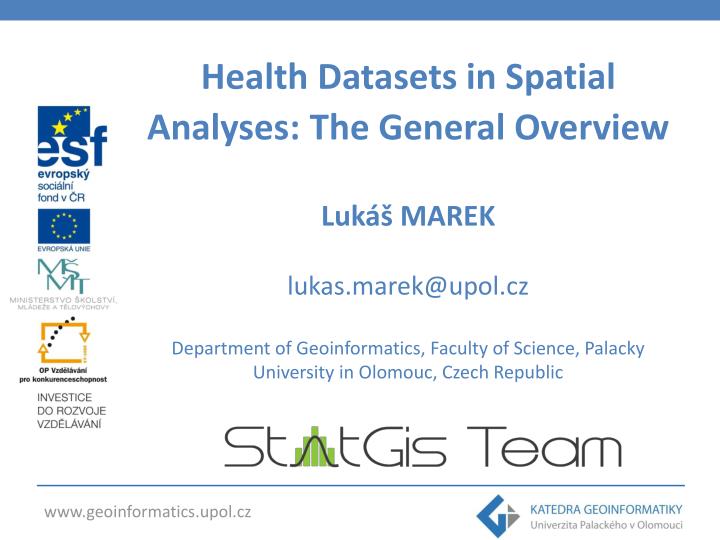 Health Datasets in Spatial
Analyses: The General Overview
Lukáš MAREK
lukas.marek@upol.cz
Department of Geoinformatics, Faculty of Science, Palacky
University in Olomouc, Czech Republic
esf
evropský
sociální
fond v ČR
EVROPSKÁ UNIE
MŠMT
MINISTERSTVO ŠKOLSTVÍ,
MLÁDEŽE A TĚLOVÝCHOVY
OP Vzdělávání
pro konkurenceschopnost
INVESTICE
DO ROZVOJE
VZDĚLÁVÁNÍ
StatGis Team
www.geoinformatics.upol.cz
KATEDRA GEOINFORMATIKY
Univerzita Palackého v Olomouci